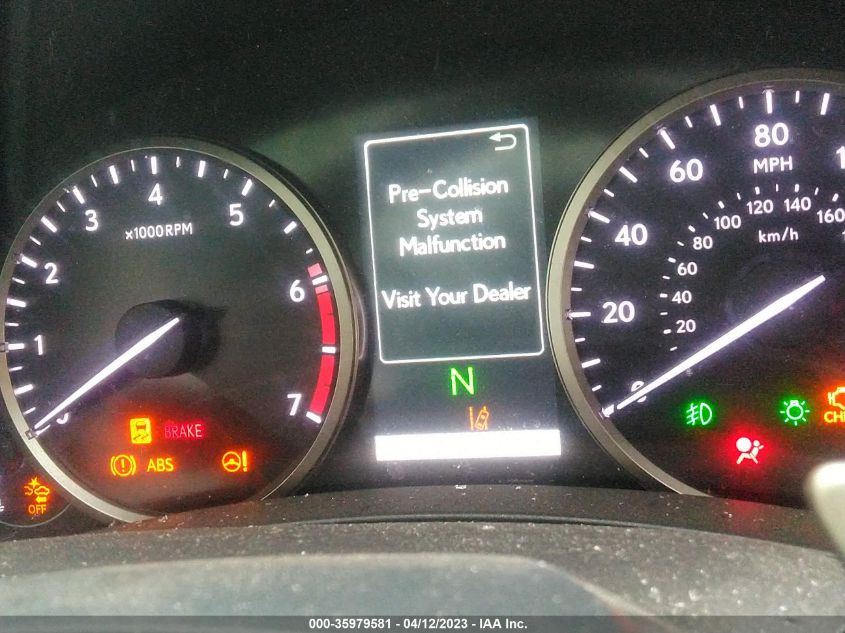 Pre-Collision
System
Malfunction
Visit Your Dealer
N
1 2 3 4 5 6 7
x1000RPM
BRAKE
ABS
OFF
0 20 40 60 80
MPH
20 40 60 80 100 120 140 160
km/h
000-35979581 / 04/12/2023 - IAA Inc.